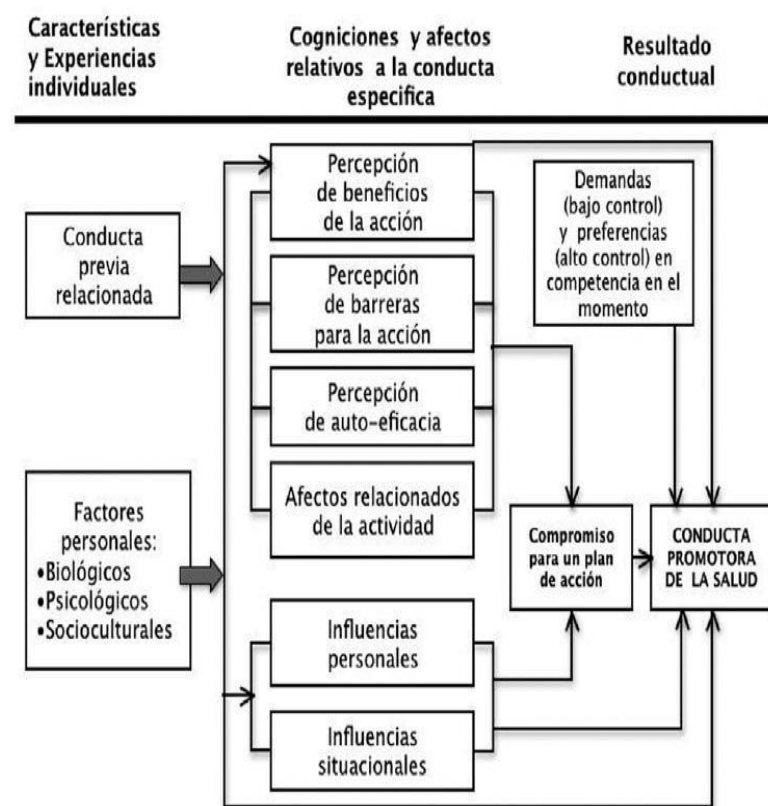 Características
y Experiencias
individuales
Cogniciones y afectos
relativos a la conducta
especifica
Resultado
conductual
Conducta
previa
relacionada
Factores
personales:
•Biológicos
•Psicológicos
•Socioculturales
Percepción
de beneficios
de la acción
Percepción
de barreras
para la acción
Percepción
de auto-eficacia
Afectos relacionados
de la actividad
Influencias
personales
Influencias
situacionales
Demandas
(bajo control)
y preferencias
(alto control) en
competencia en el
momento
Compromiso
para un plan
de acción
CONDUCTA
PROMOTORA
DE LA SALUD